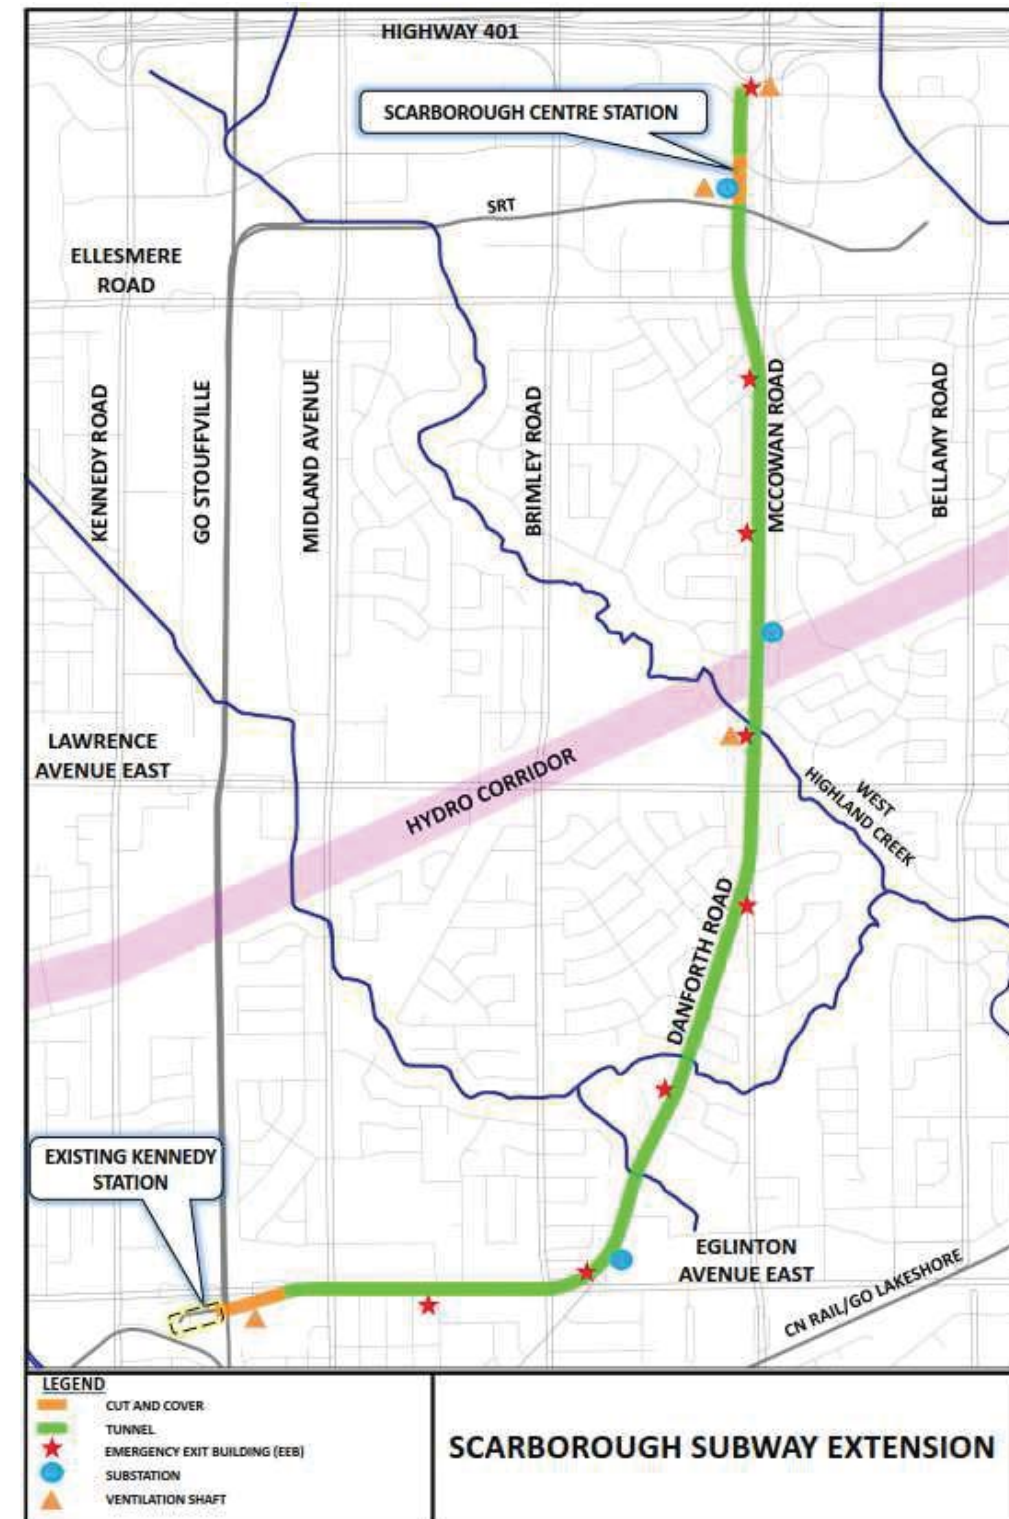 HIGHWAY 401
SCARBOROUGH CENTRE STATION
SRT
ELLESMERE
ROAD
KENNEDY ROAD
GO STOUFFVILLE
MIDLAND AVENUE
BRIMLEY ROAD
MCCOWAN ROAD
BELLAMY ROAD
LAWRENCE
AVENUE EAST
HYDRO CORRIDOR
WEST
HIGHLAND CREEK
DANFORTH ROAD
EXISTING KENNEDY
STATION
EGLINTON
AVENUE EAST
CN RAIL/GO LAKESHORE
LEGEND
CUT AND COVER
TUNNEL
EMERGENCY EXIT BUILDING (EEB)
SUBSTATION
VENTILATION SHAFT
SCARBOROUGH SUBWAY EXTENSION